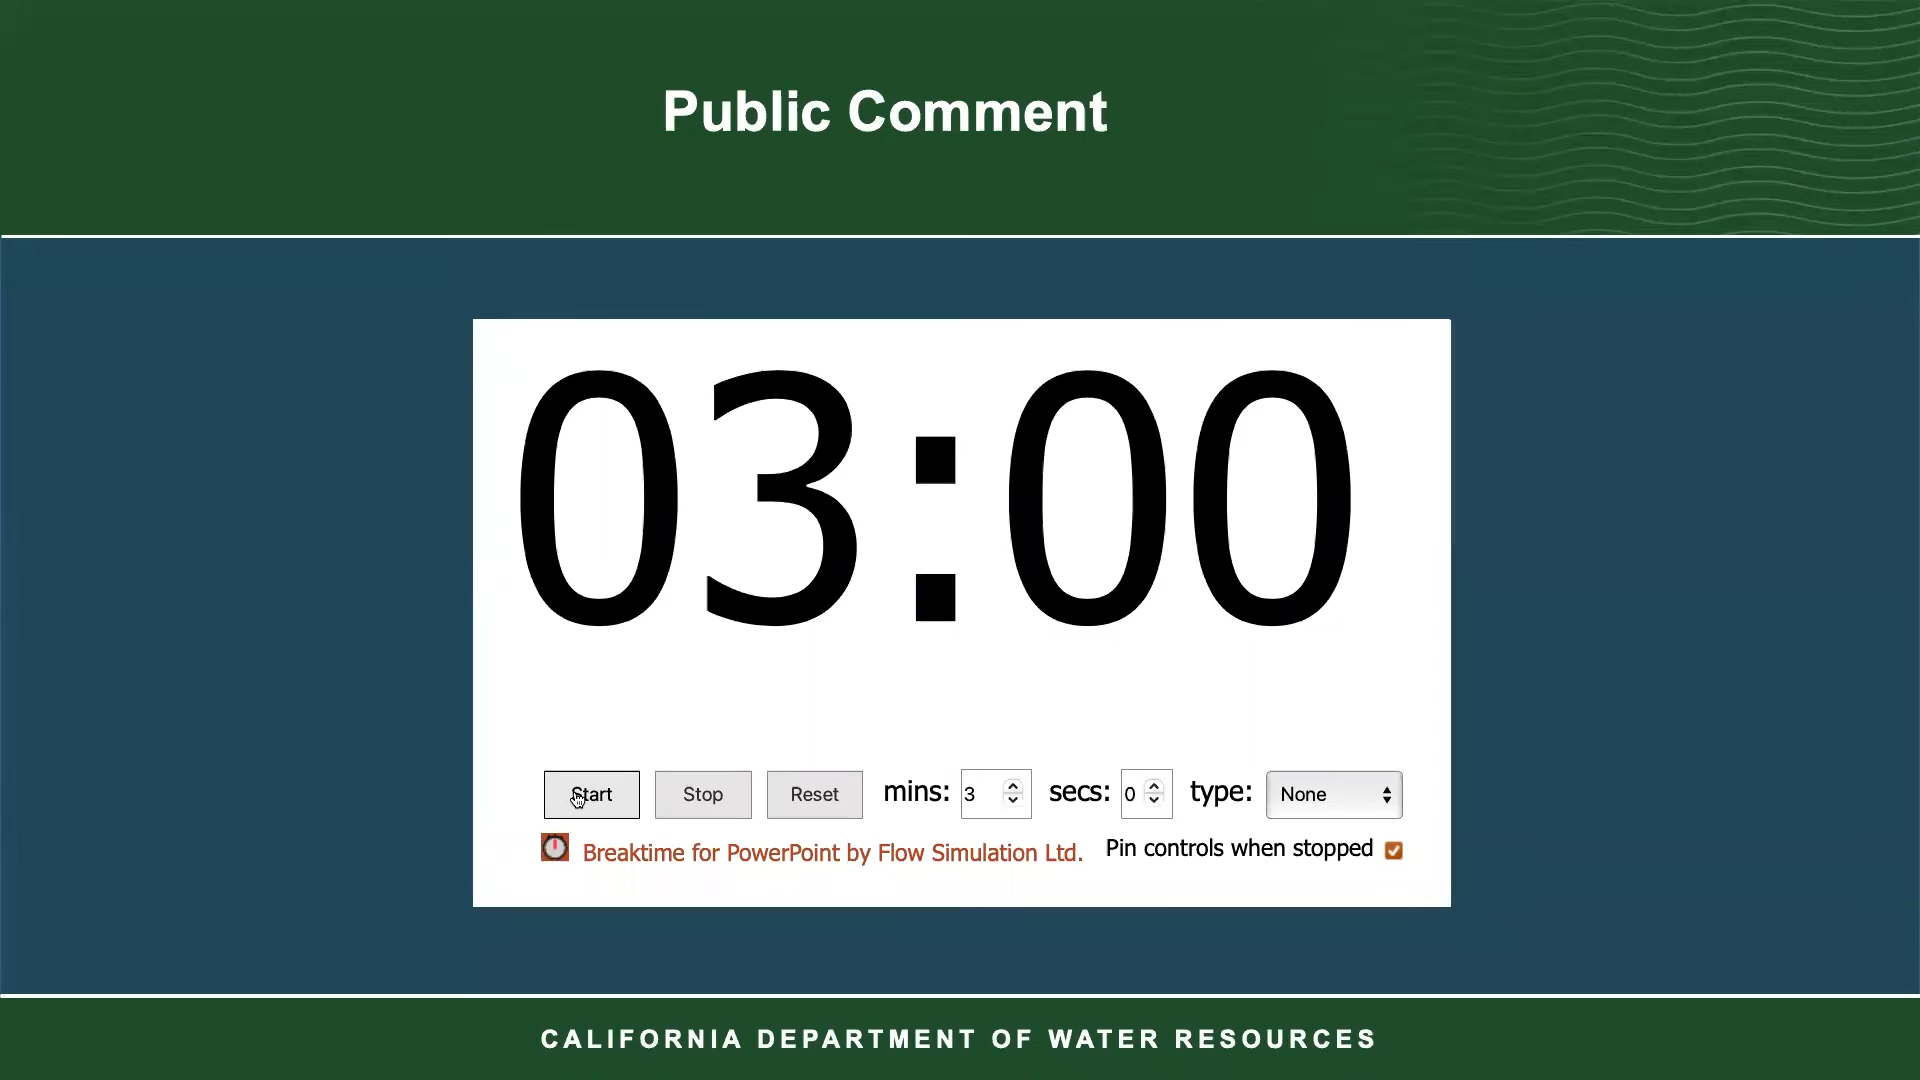 Public Comment
03:00
Start Stop Reset mins: 3 secs: 0 type: None
Breaktime for PowerPoint by Flow Simulation Ltd. Pin controls when stopped
CALIFORNIA DEPARTMENT OF WATER RESOURCES